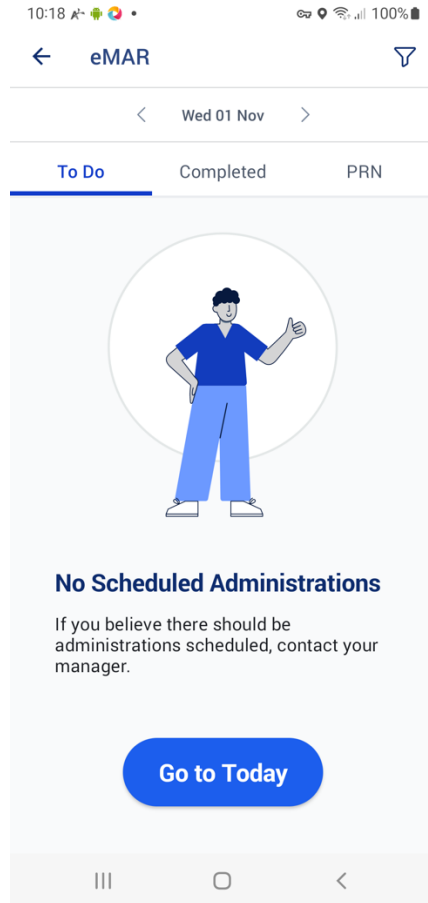 10:18 100%
eMAR
Wed 01 Nov
To Do Completed PRN
No Scheduled Administrations
If you believe there should be
administrations scheduled, contact your
manager.
Go to Today